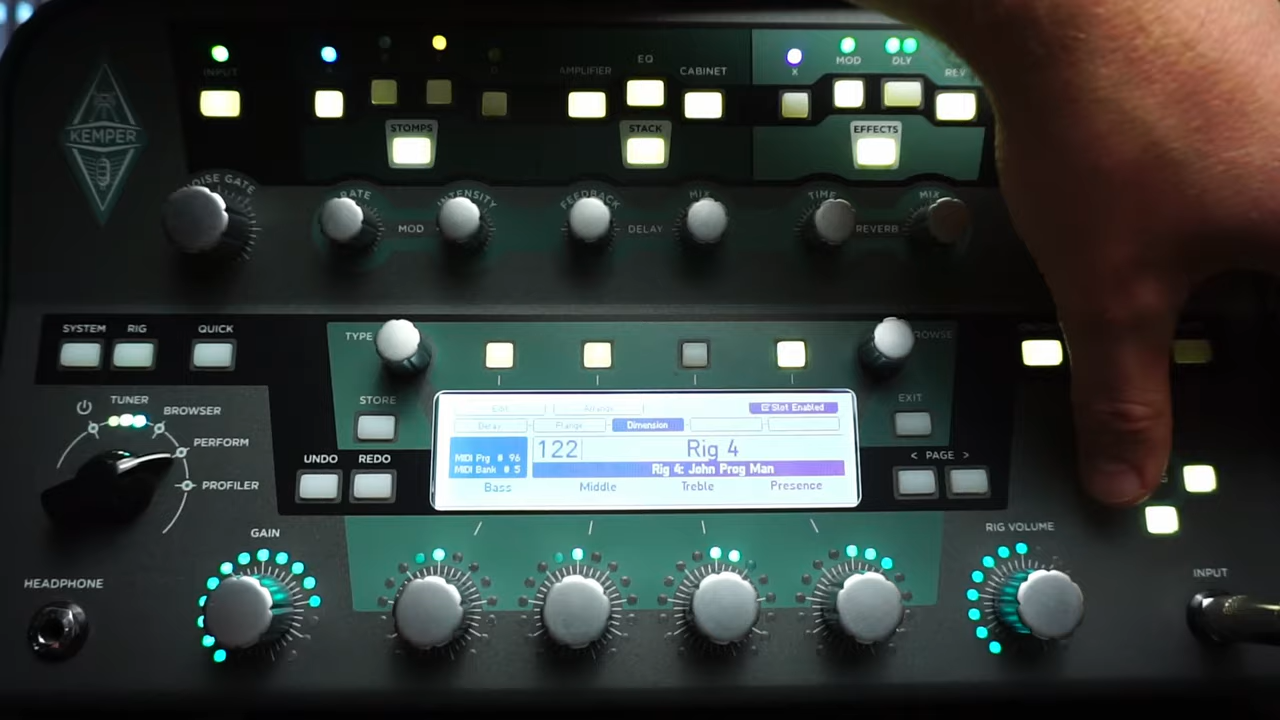 INPUT
AMPLIFIER
EQ
CABINET
X
MOD
DLY
REV
KEMPER
STOMPS
STACK
EFFECTS
NOISE GATE
RATE
INTENSITY
FEEDBACK
MIX
TIME
MIX
MOD
DELAY
REVERB
SYSTEM
RIG
QUICK
TYPE
BROWSE
STORE
EXIT
TUNER
BROWSER
PERFORM
PROFILER
UNDO
REDO
< PAGE >
Edit
Arrange
Slot Enabled
Delay
Flange
Dimension
122
Rig 4
MIDI Prg # 96
MIDI Bank # 5
Rig 4: John Prog Man
Bass
Middle
Treble
Presence
GAIN
RIG VOLUME
HEADPHONE
INPUT